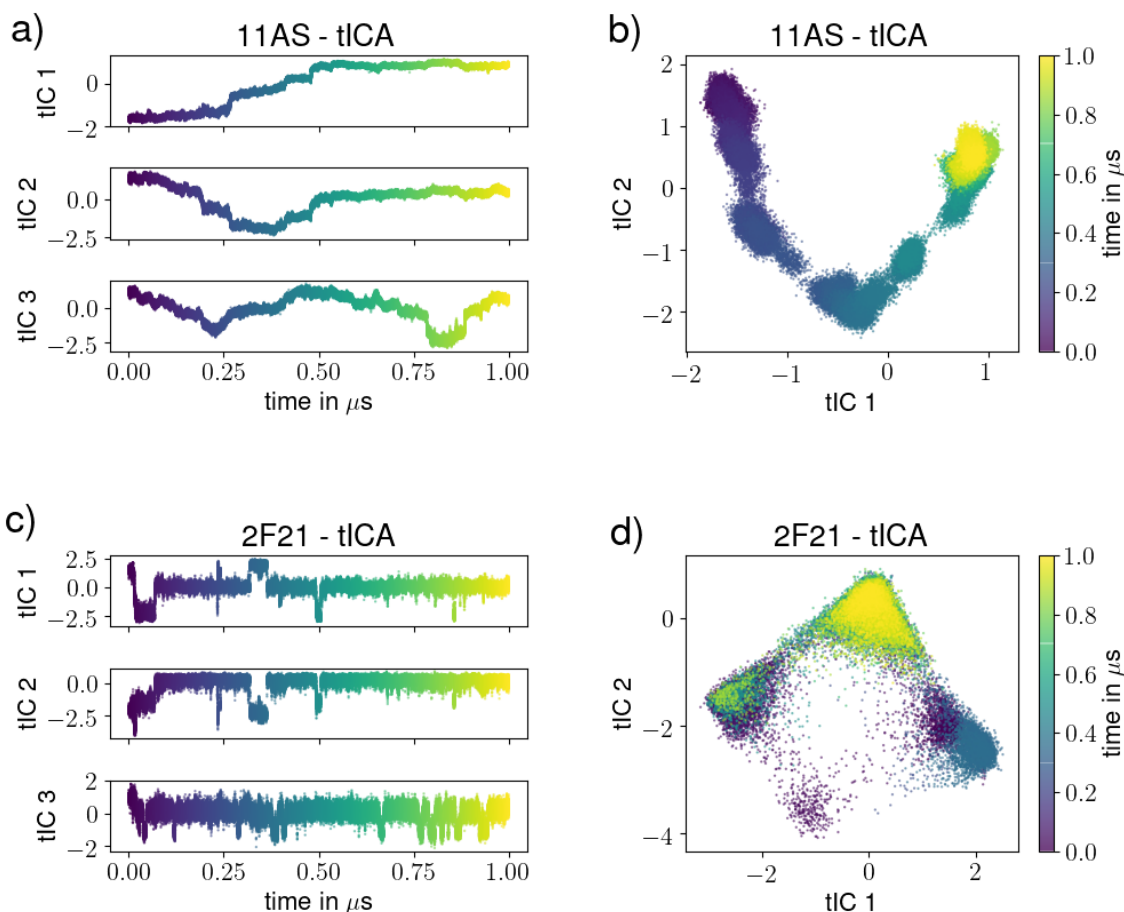 a)
11AS - tICA
tIC 1
0
−2
tIC 2
0.0
−2.5
tIC 3
0.0
−2.5
0.00 0.25 0.50 0.75 1.00
time in μs
b)
11AS - tICA
tIC 2
2
1
0
−1
−2
−2 −1 0 1
tIC 1
1.0
0.8
0.6
0.4
0.2
0.0
time in μs
c)
2F21 - tICA
tIC 1
2.5
0.0
−2.5
tIC 2
0.0
−2.5
tIC 3
2
0
−2
0.00 0.25 0.50 0.75 1.00
time in μs
d)
2F21 - tICA
tIC 2
0
−2
−4
−2 0 2
tIC 1
1.0
0.8
0.6
0.4
0.2
0.0
time in μs